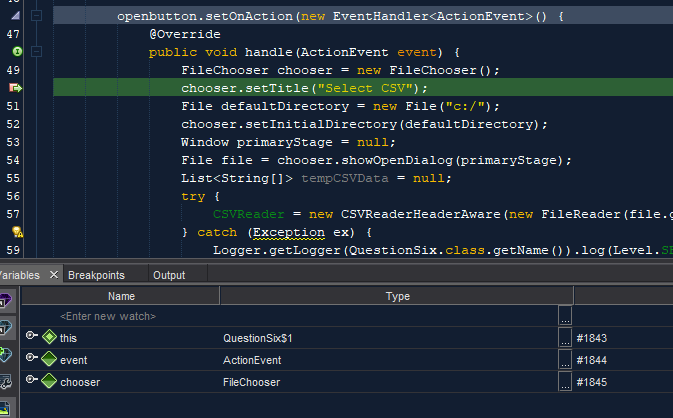 openbutton.setOnAction(new EventHandler<ActionEvent>() {
47 @Override
public void handle(ActionEvent event) {
49 FileChooser chooser = new FileChooser();
chooser.setTitle("Select CSV");
51 File defaultDirectory = new File("c:/");
52 chooser.setInitialDirectory(defaultDirectory);
53 Window primaryStage = null;
54 File file = chooser.showOpenDialog(primaryStage);
55 List<String[]> tempCSVData = null;
56 try {
57 CSVReader = new CSVReaderHeaderAware(new FileReader(file.g
} catch (Exception ex) {
59 Logger.getLogger(QuestionSix.class.getName()).log(Level.SE
Variables × Breakpoints Output
Name Type
<Enter new watch> ...
this QuestionSix$1 ... #1843
event ActionEvent ... #1844
chooser FileChooser ... #1845